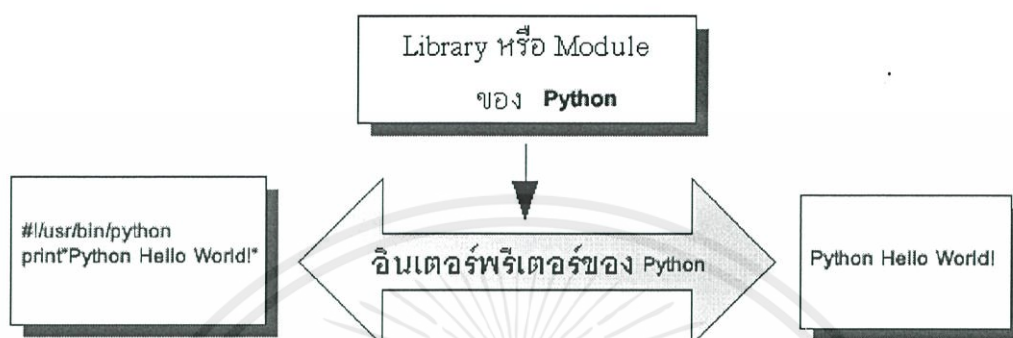 Library หรือ Module
ของ Python
#!/usr/bin/python
print"Python Hello World!"
อินเตอร์พรีเตอร์ของ Python
Python Hello World!